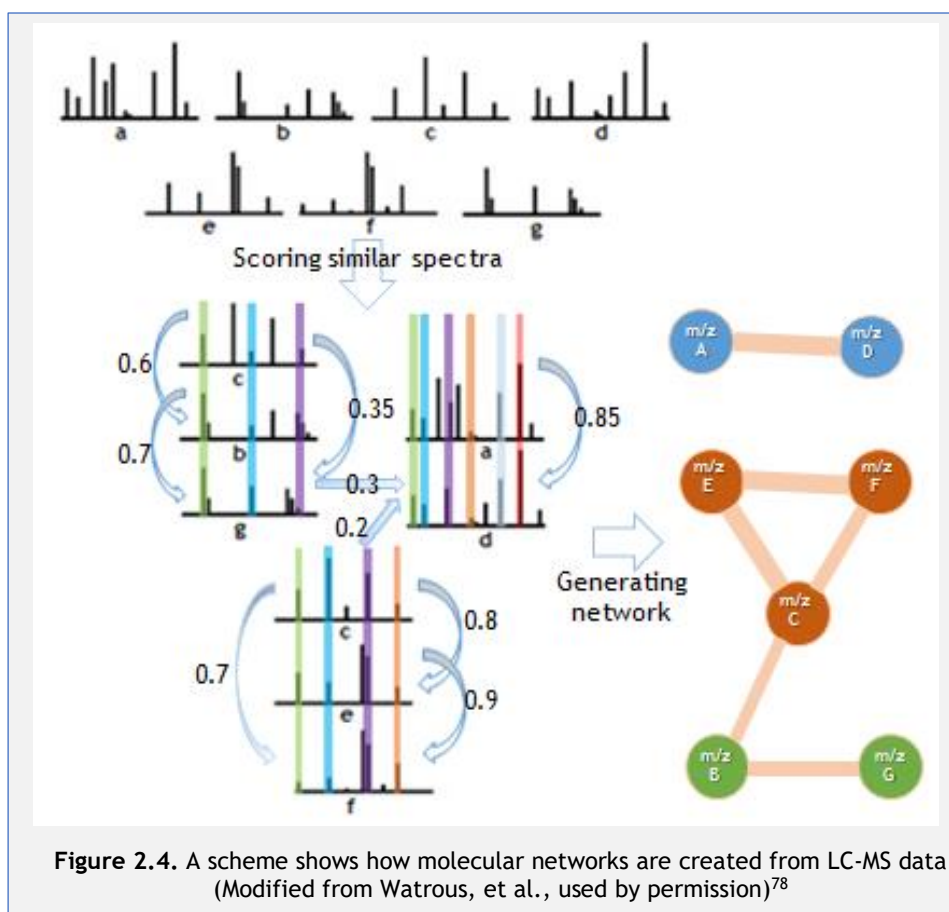 a
b
c
d
e
f
g
Scoring similar spectra
0.6
c
0.35
0.7
b
0.3
g
0.2
a
0.85
d
0.7
c
0.8
e
0.9
f
Generating
network
m/z
A
m/z
D
m/z
E
m/z
F
m/z
C
m/z
B
m/z
G
Figure 2.4. A scheme shows how molecular networks are created from LC-MS data
(Modified from Watrous, et al., used by permission)78